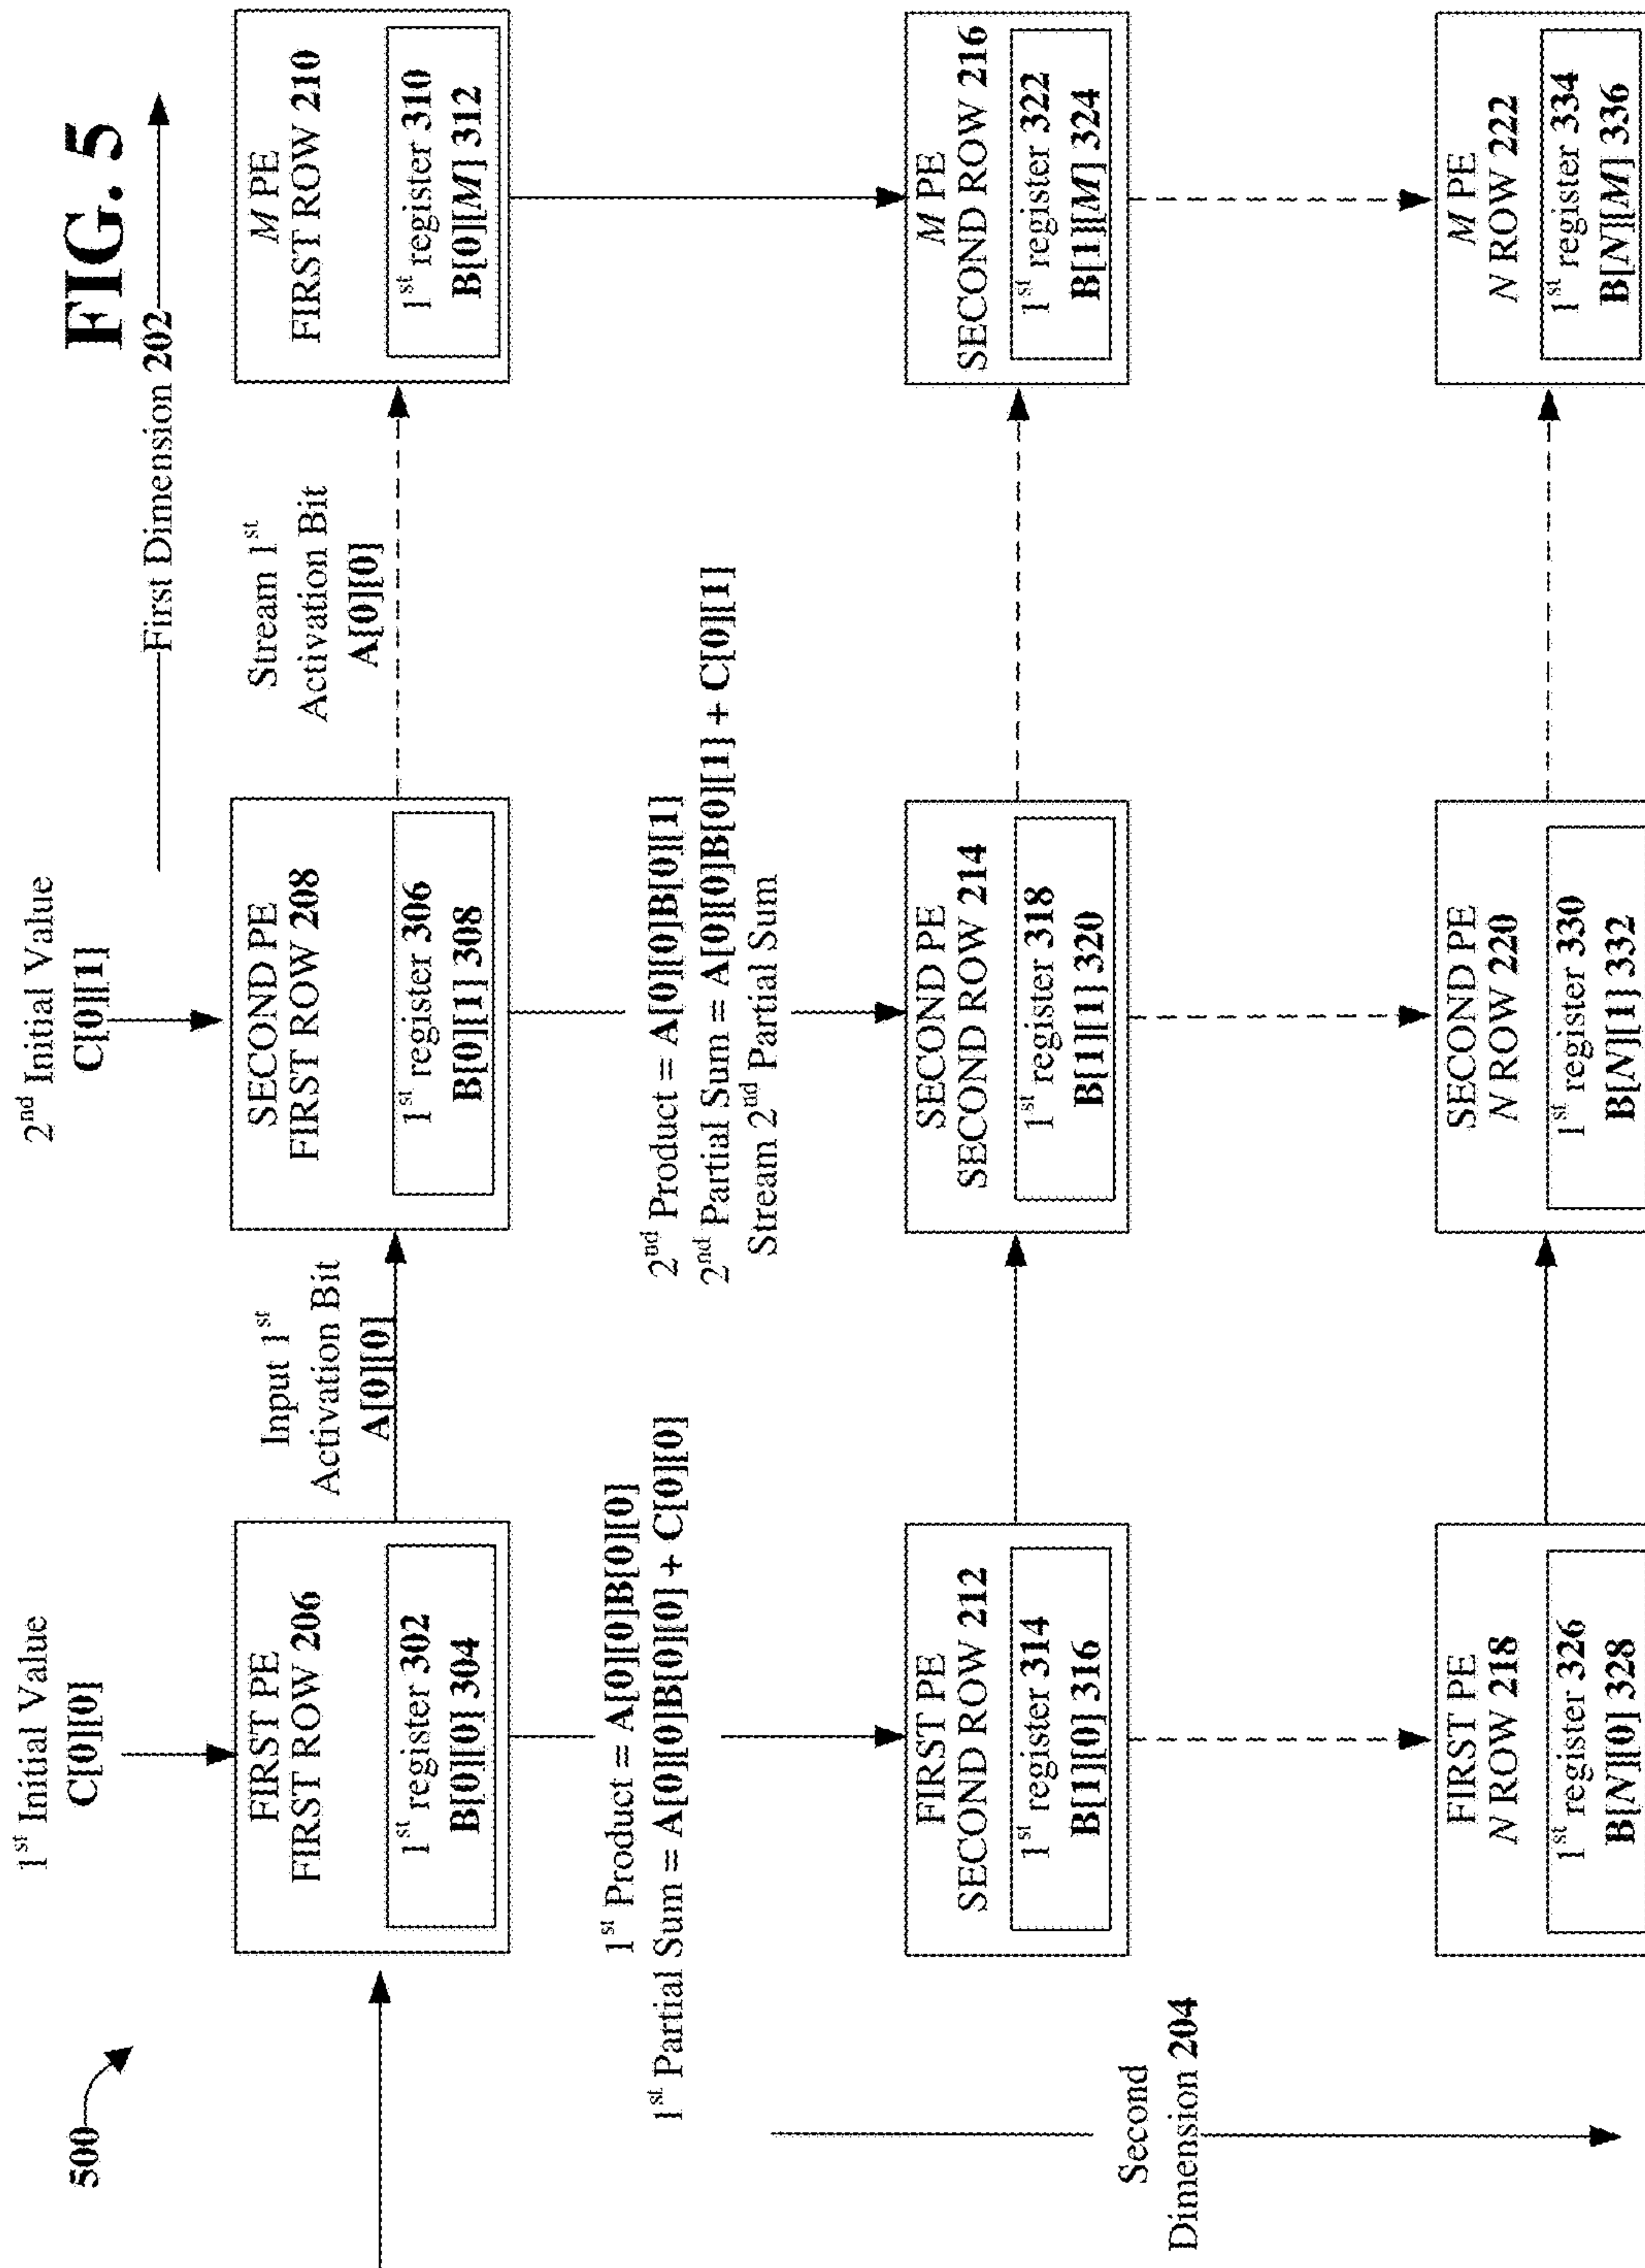 FIG. 5
500
First Dimension 202
1st Initial Value
C[0][0]
2nd Initial Value
C[0][1]
FIRST PE
FIRST ROW 206
1st register 302
B[0][0] 304
Input 1st
Activation Bit
A[0][0]
SECOND PE
FIRST ROW 208
1st register 306
B[0][1] 308
Stream 1st
Activation Bit
A[0][0]
M PE
FIRST ROW 210
1st register 310
B[0][M] 312
1st Product = A[0][0]B[0][0]
1st Partial Sum = A[0][0]B[0][0] + C[0][0]
2nd Product = A[0][0]B[0][1]
2nd Partial Sum = A[0][0]B[0][1] + C[0][1]
Stream 2nd Partial Sum
FIRST PE
SECOND ROW 212
1st register 314
B[1][0] 316
SECOND PE
SECOND ROW 214
1st register 318
B[1][1] 320
M PE
SECOND ROW 216
1st register 322
B[1][M] 324
Second
Dimension 204
FIRST PE
N ROW 218
1st register 326
B[N][0] 328
SECOND PE
N ROW 220
1st register 330
B[N][1] 332
M PE
N ROW 222
1st register 334
B[N][M] 336